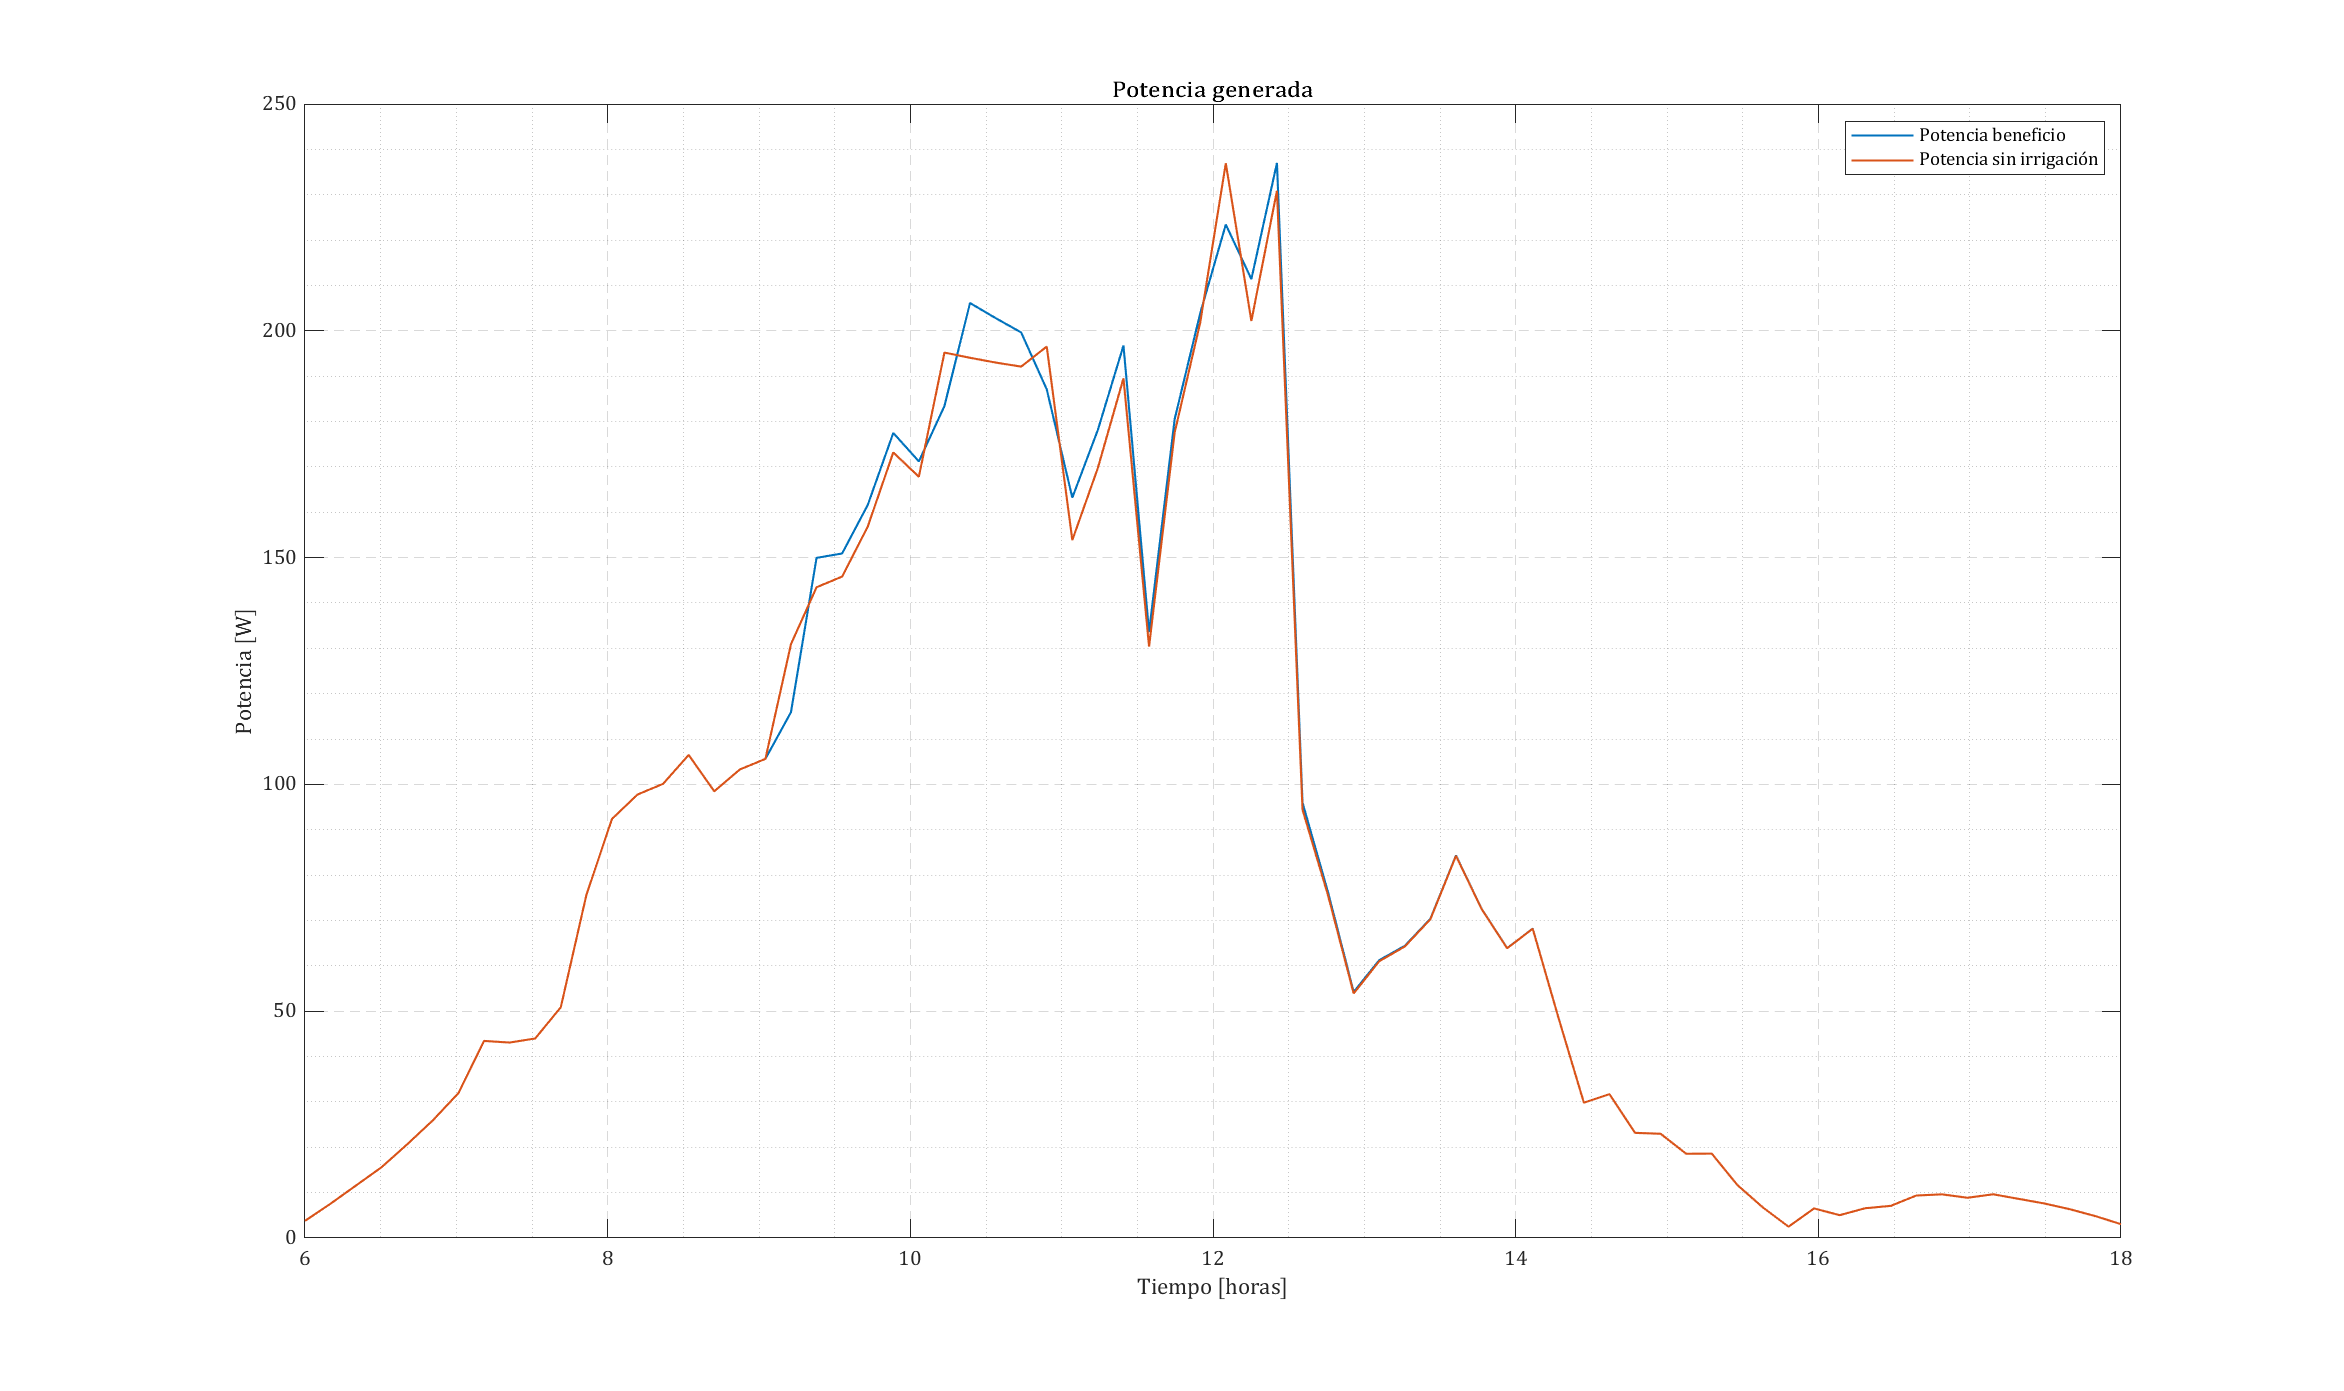 Potencia generada
250
200
150
100
50
0
Potencia [W]
Potencia beneficio
Potencia sin irrigación
6 8 10 12 14 16 18
Tiempo [horas]